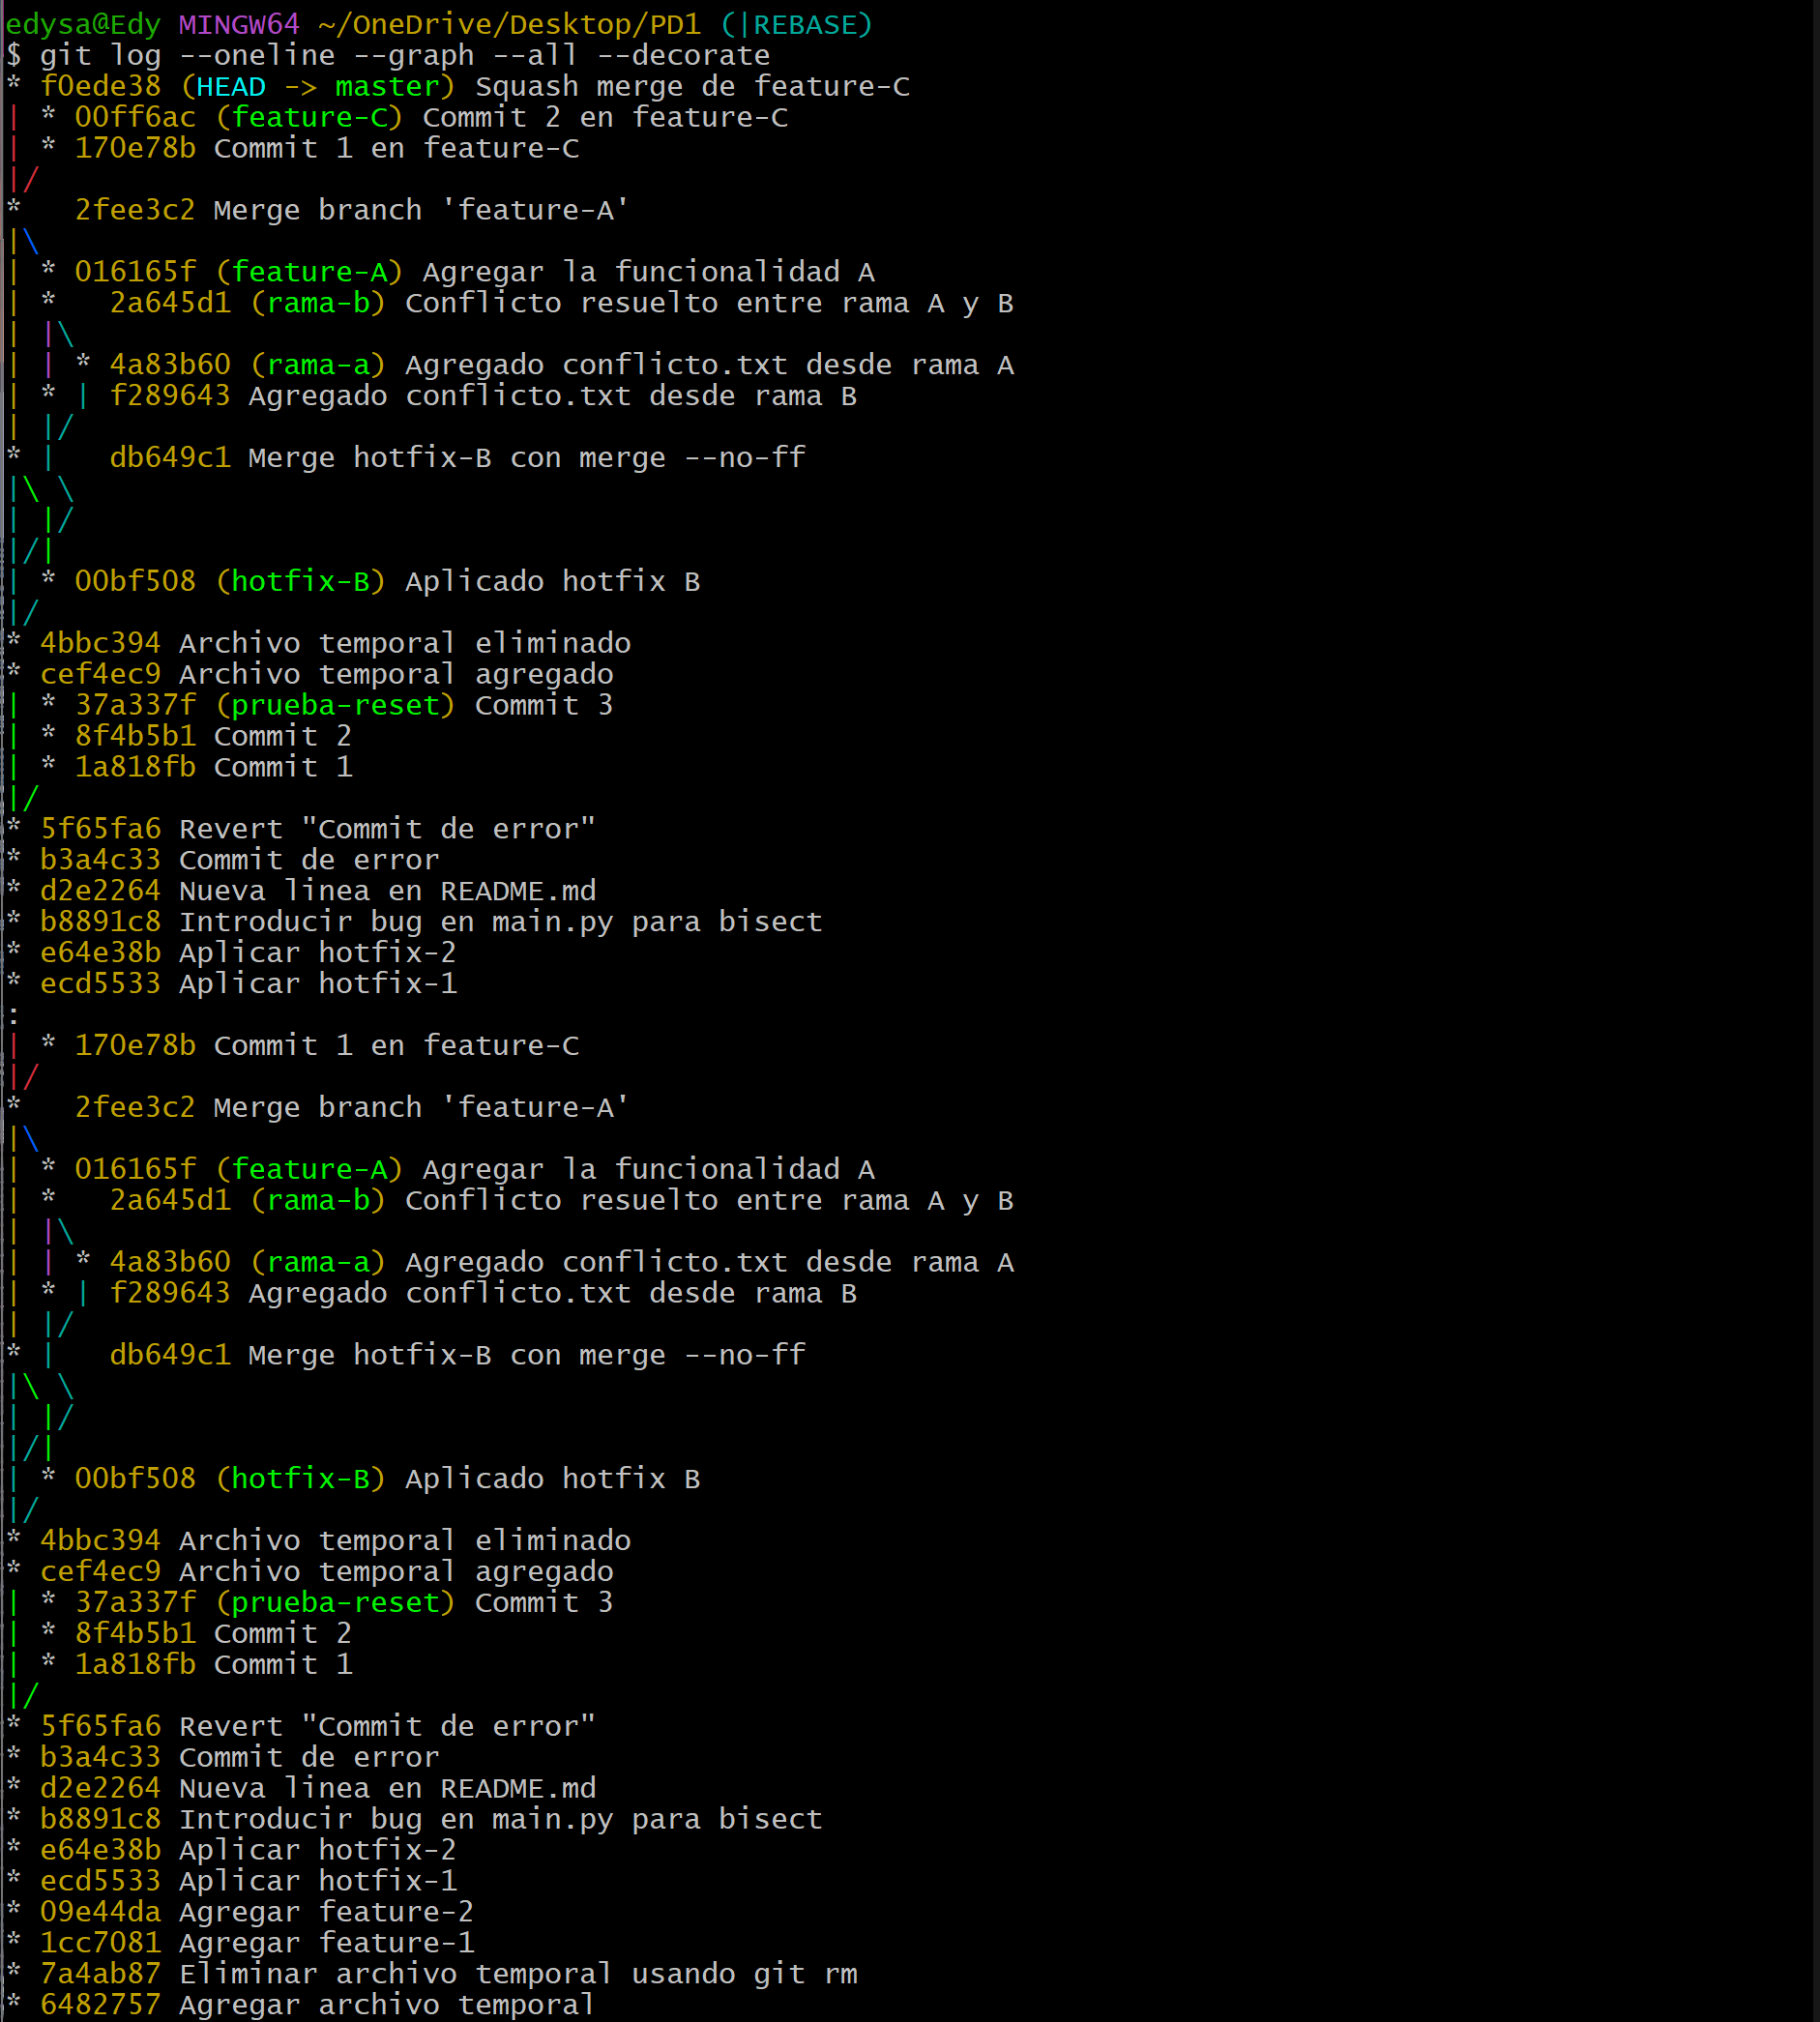 edysa@Edy MINGW64 ~/OneDrive/Desktop/PD1 (|REBASE)
$ git log --oneline --graph --all --decorate
* f0ede38 (HEAD -> master) Squash merge de feature-C
| * 00ff6ac (feature-C) Commit 2 en feature-C
| * 170e78b Commit 1 en feature-C
|/
*   2fee3c2 Merge branch 'feature-A'
|\
| * 016165f (feature-A) Agregar la funcionalidad A
| *   2a645d1 (rama-b) Conflicto resuelto entre rama A y B
| |\
| | * 4a83b60 (rama-a) Agregado conflicto.txt desde rama A
| * | f289643 Agregado conflicto.txt desde rama B
| |/
* |   db649c1 Merge hotfix-B con merge --no-ff
|\ \
| |/
|/|
| * 00bf508 (hotfix-B) Aplicado hotfix B
|/
* 4bbc394 Archivo temporal eliminado
* cef4ec9 Archivo temporal agregado
| * 37a337f (prueba-reset) Commit 3
| * 8f4b5b1 Commit 2
| * 1a818fb Commit 1
|/
* 5f65fa6 Revert "Commit de error"
* b3a4c33 Commit de error
* d2e2264 Nueva linea en README.md
* b8891c8 Introducir bug en main.py para bisect
* e64e38b Aplicar hotfix-2
* ecd5533 Aplicar hotfix-1
:
| * 170e78b Commit 1 en feature-C
|/
*   2fee3c2 Merge branch 'feature-A'
|\
| * 016165f (feature-A) Agregar la funcionalidad A
| *   2a645d1 (rama-b) Conflicto resuelto entre rama A y B
| |\
| | * 4a83b60 (rama-a) Agregado conflicto.txt desde rama A
| * | f289643 Agregado conflicto.txt desde rama B
| |/
* |   db649c1 Merge hotfix-B con merge --no-ff
|\ \
| |/
|/|
| * 00bf508 (hotfix-B) Aplicado hotfix B
|/
* 4bbc394 Archivo temporal eliminado
* cef4ec9 Archivo temporal agregado
| * 37a337f (prueba-reset) Commit 3
| * 8f4b5b1 Commit 2
| * 1a818fb Commit 1
|/
* 5f65fa6 Revert "Commit de error"
* b3a4c33 Commit de error
* d2e2264 Nueva linea en README.md
* b8891c8 Introducir bug en main.py para bisect
* e64e38b Aplicar hotfix-2
* ecd5533 Aplicar hotfix-1
* 09e44da Agregar feature-2
* 1cc7081 Agregar feature-1
* 7a4ab87 Eliminar archivo temporal usando git rm
* 6482757 Agregar archivo temporal